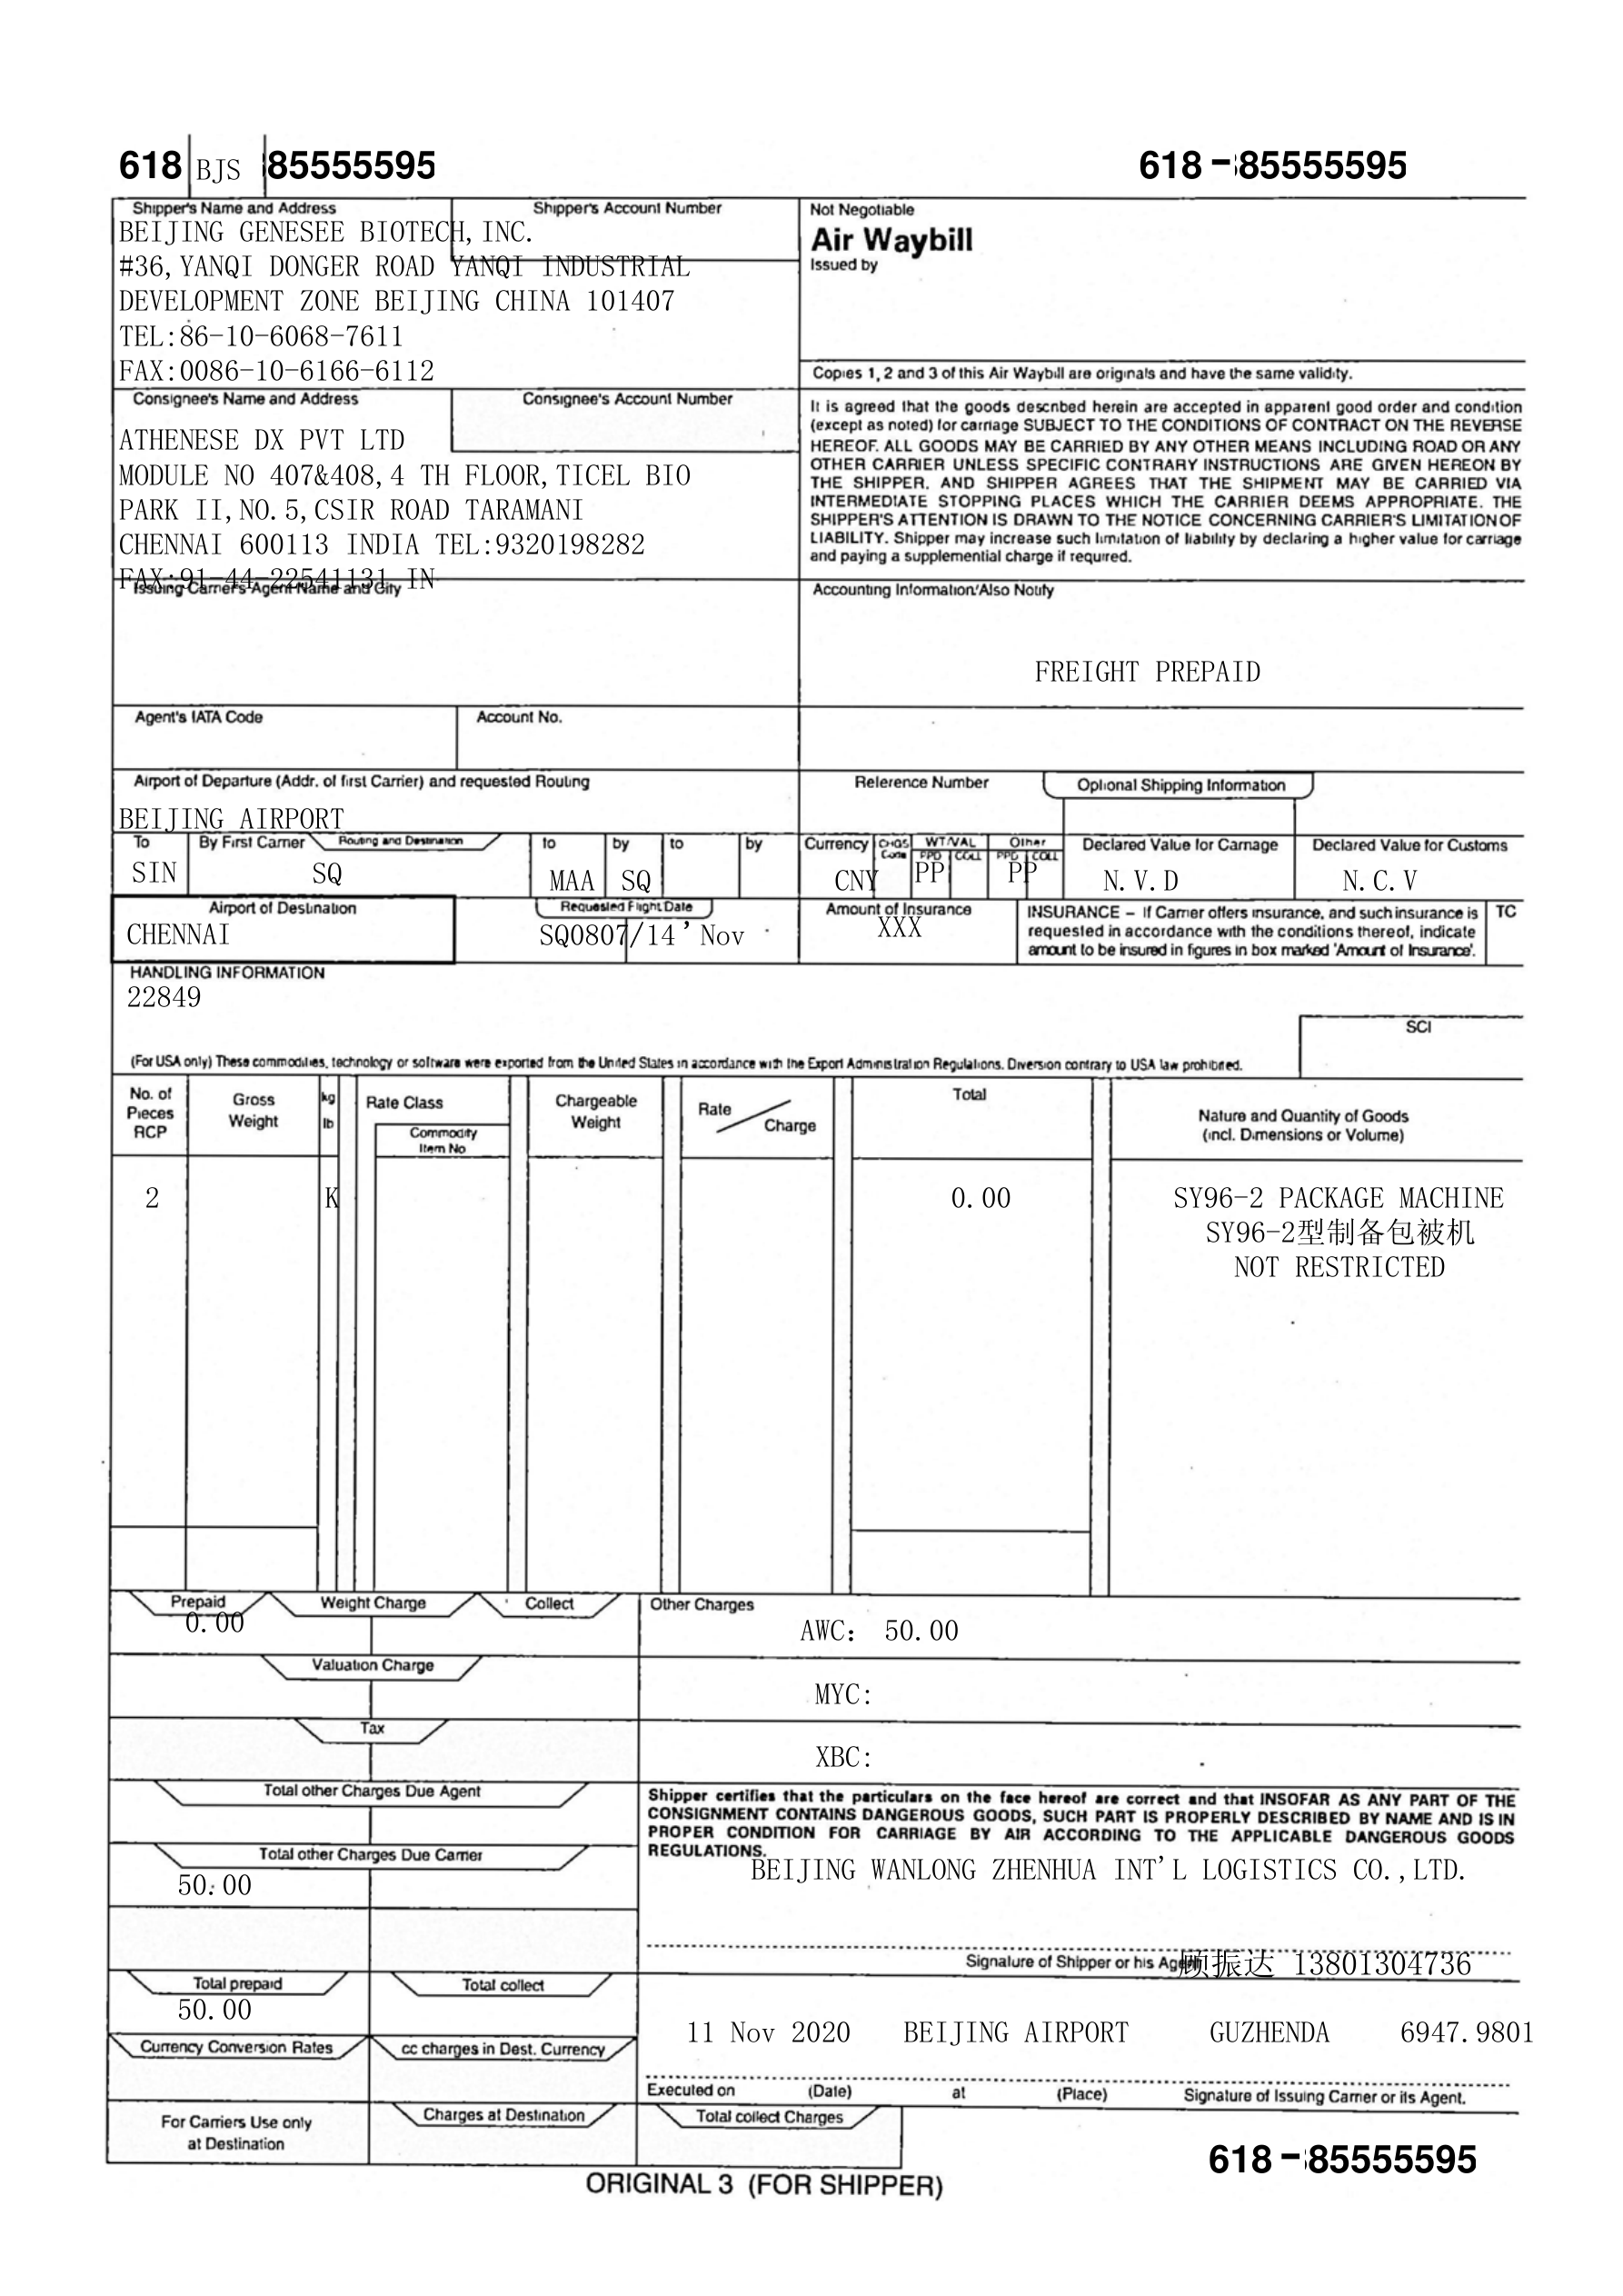 618 BJS 85555595 618-85555595
Shipper's Name and Address Shipper's Account Number Not Negotiable
BEIJING GENESEE BIOTECH, INC. Air Waybill
#36, YANQI DONGER ROAD YANQI INDUSTRIAL Issued by
DEVELOPMENT ZONE BEIJING CHINA 101407
TEL:86-10-6068-7611
FAX:0086-10-6166-6112 Copies 1, 2 and 3 of this Air Waybill are originals and have the same validity.
Consignee's Name and Address Consignee's Account Number
ATHENESE DX PVT LTD
MODULE NO 407&408, 4 TH FLOOR, TICEL BIO
PARK II, NO. 5, CSIR ROAD TARAMANI
CHENNAI 600113 INDIA TEL:9320198282
FAX:91-44-22541131 IN
It is agreed that the goods described herein are accepted in apparent good order and condition
(except as noted) for carriage SUBJECT TO THE CONDITIONS OF CONTRACT ON THE REVERSE
HEREOF. ALL GOODS MAY BE CARRIED BY ANY OTHER MEANS INCLUDING ROAD OR ANY
OTHER CARRIER UNLESS SPECIFIC CONTRARY INSTRUCTIONS ARE GIVEN HEREON BY
THE SHIPPER, AND SHIPPER AGREES THAT THE SHIPMENT MAY BE CARRIED VIA
INTERMEDIATE STOPPING PLACES WHICH THE CARRIER DEEMS APPROPRIATE. THE
SHIPPER'S ATTENTION IS DRAWN TO THE NOTICE CONCERNING CARRIER'S LIMITATION OF
LIABILITY. Shipper may increase such limitation of liability by declaring a higher value for carriage
and paying a supplemental charge if required.
Issuing Carrier's Agent Name and City Accounting Information/Also Notify
FREIGHT PREPAID
Agent's IATA Code Account No.
Airport of Departure (Addr. of first Carrier) and requested Routing Reference Number Optional Shipping Information
BEIJING AIRPORT
To By First Carrier Routing and Destination to by to by Currency CHGS Code WT/VAL PPD COLL Other PPD COLL Declared Value for Carriage Declared Value for Customs
SIN SQ MAA SQ CNY PP PP N.V.D N.C.V
Airport of Destination Requested Flight Date Amount of Insurance
CHENNAI SQ0807/14'Nov XXX
INSURANCE – If Carrier offers insurance, and such insurance is TC
requested in accordance with the conditions thereof, indicate
amount to be insured in figures in box marked 'Amount of Insurance'.
HANDLING INFORMATION
22849
SCI
(For USA only) These commodities, technology or software were exported from the United States in accordance with the Export Administration Regulations. Diversion contrary to USA law prohibited.
No. of Pieces RCP Gross Weight kg lb Rate Class Commodity Item No Chargeable Weight Rate / Charge Total Nature and Quantity of Goods
(incl. Dimensions or Volume)
2 K 0.00 SY96-2 PACKAGE MACHINE
SY96-2型制备包被机
NOT RESTRICTED
Prepaid Weight Charge Collect Other Charges
0.00 AWC: 50.00
Valuation Charge
MYC:
Tax
XBC:
Total other Charges Due Agent
Shipper certifies that the particulars on the face hereof are correct and that INSOFAR AS ANY PART OF THE
CONSIGNMENT CONTAINS DANGEROUS GOODS, SUCH PART IS PROPERLY DESCRIBED BY NAME AND IS IN
PROPER CONDITION FOR CARRIAGE BY AIR ACCORDING TO THE APPLICABLE DANGEROUS GOODS
REGULATIONS.
Total other Charges Due Carrier
50.00 BEIJING WANLONG ZHENHUA INT'L LOGISTICS CO.,LTD.
Signature of Shipper or his Agent 顾振达 13801304736
Total prepaid Total collect
50.00
11 Nov 2020 BEIJING AIRPORT GUZHENDA 6947.9801
Currency Conversion Rates cc charges in Dest. Currency
Executed on (Date) at (Place) Signature of Issuing Carrier or its Agent.
For Carriers Use only
at Destination
Charges at Destination Total collect Charges
618-85555595
ORIGINAL 3 (FOR SHIPPER)